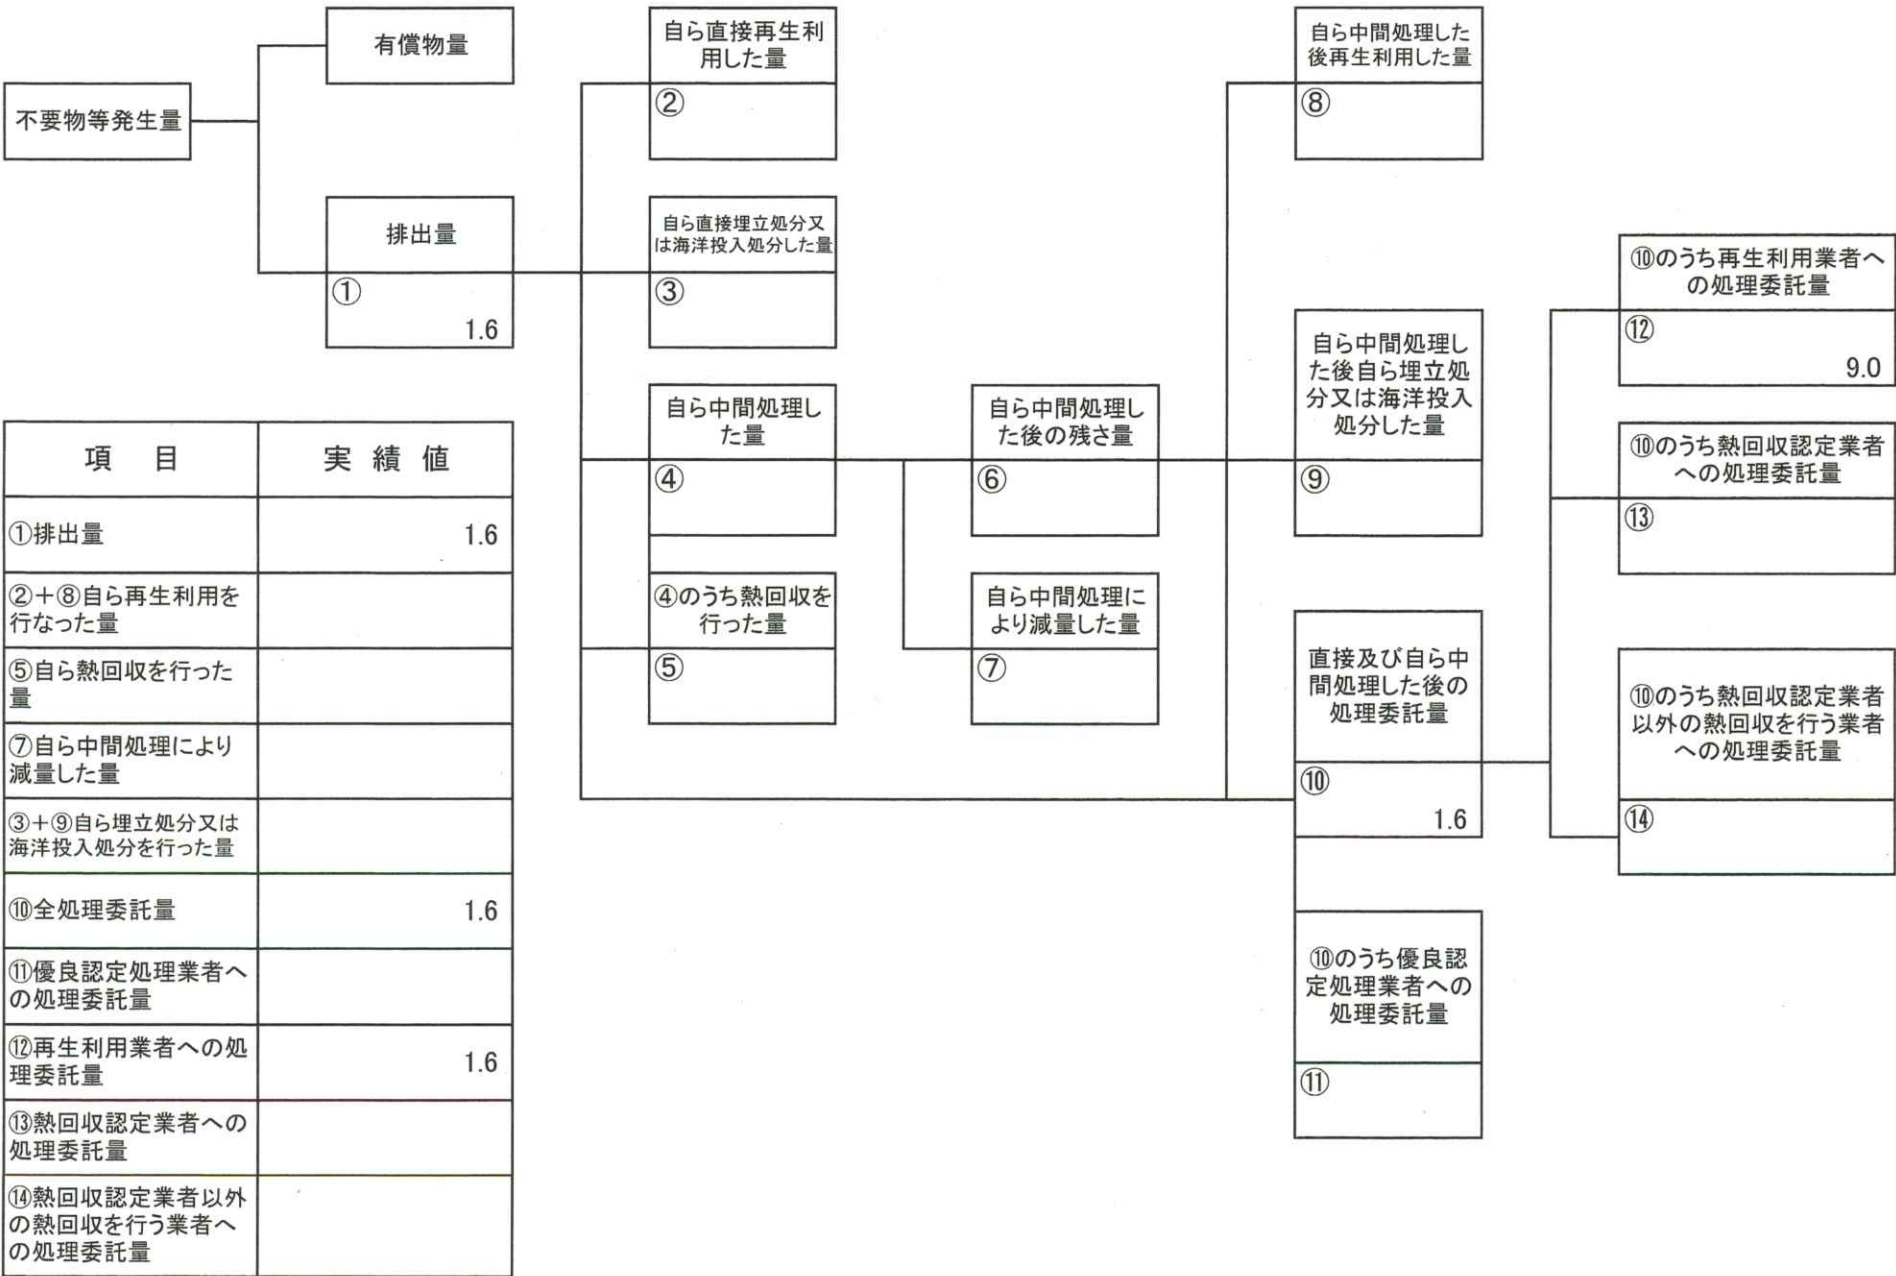 不要物等発生量
有償物量
排出量
①
1.6
自ら直接再生利
用した量
②
自ら直接埋立処分又
は海洋投入処分した量
③
自ら中間処理し
た量
④
④のうち熱回収を
行った量
⑤
自ら中間処理し
た後の残さ量
⑥
自ら中間処理に
より減量した量
⑦
自ら中間処理した
後再生利用した量
⑧
自ら中間処理し
た後自ら埋立処
分又は海洋投入
処分した量
⑨
直接及び自ら中
間処理した後の
処理委託量
⑩
1.6
⑩のうち優良認
定処理業者への
処理委託量
⑪
⑩のうち再生利用業者へ
の処理委託量
⑫
9.0
⑩のうち熱回収認定業者
への処理委託量
⑬
⑩のうち熱回収認定業者
以外の熱回収を行う業者
への処理委託量
⑭
項 目 実 績 値
①排出量 1.6
②+⑧自ら再生利用を
行なった量
⑤自ら熱回収を行った
量
⑦自ら中間処理により
減量した量
③+⑨自ら埋立処分又は
海洋投入処分を行った量
⑩全処理委託量 1.6
⑪優良認定処理業者へ
の処理委託量
⑫再生利用業者への処
理委託量 1.6
⑬熱回収認定業者への
処理委託量
⑭熱回収認定業者以外
の熱回収を行う業者へ
の処理委託量